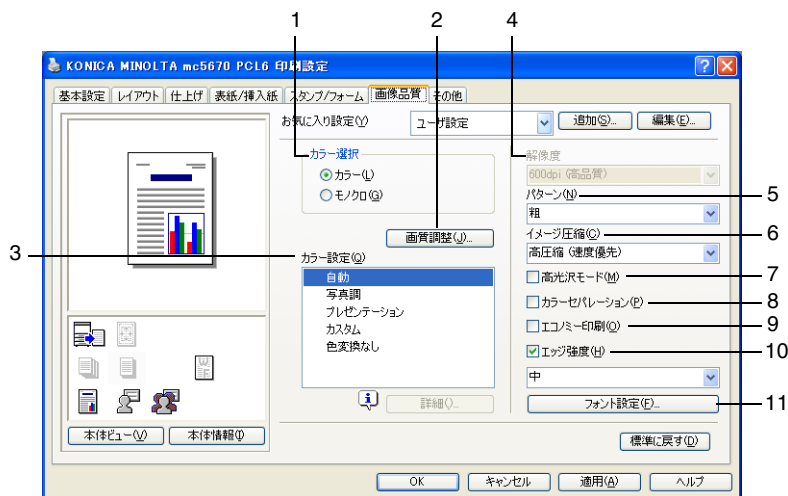 1
2
4
KONICA MINOLTA mc5670 PCL6 印刷設定
基本設定 レイアウト 仕上げ 表紙/挿入紙 スタンプ/フォーム 画像品質 その他
お気に入り設定(Y) ユーザ設定 追加(S)... 編集(E)...
カラー選択
カラー(L)
モノクロ(G)
画質調整(J)...
3
カラー設定(Q)
自動
写真調
プレゼンテーション
カスタム
色変換なし
詳細()...
解像度
600dpi (高品質)
パターン(N)
5
粗
イメージ圧縮(C)
6
高圧縮 (速度優先)
高光沢モード(M)
7
カラーセパレーション(P)
8
エコノミー印刷(O)
9
エッジ強度(H)
10
中
フォント設定(F)...
11
本体ビュー(V) 本体情報(I)
標準に戻す(D)
OK キャンセル 適用(A) ヘルプ